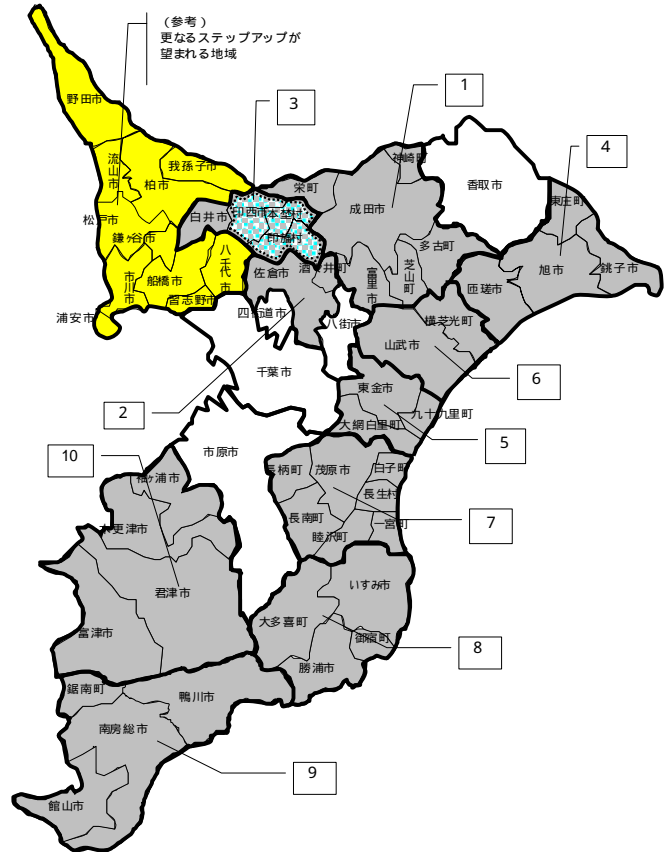 (参考)
更なるステップアップが
望まれる地域
野田市
流山市
柏市
我孫子市
松戸市
鎌ヶ谷市
白井市
市川市
船橋市
八千代市
習志野市
浦安市
3
1
4
印西市
本埜村
印旛村
栄町
神崎町
成田市
香取市
東庄町
多古町
芝山町
富里市
酒々井町
佐倉市
四街道市
八街市
千葉市
匝瑳市
旭市
銚子市
横芝光町
山武市
6
2
東金市
九十九里町
大網白里町
5
10
市原市
袖ヶ浦市
木更津市
君津市
富津市
長柄町
茂原市
白子町
長生村
長南町
一宮町
睦沢町
7
いすみ市
大多喜町
御宿町
勝浦市
8
鋸南町
鴨川市
南房総市
館山市
9